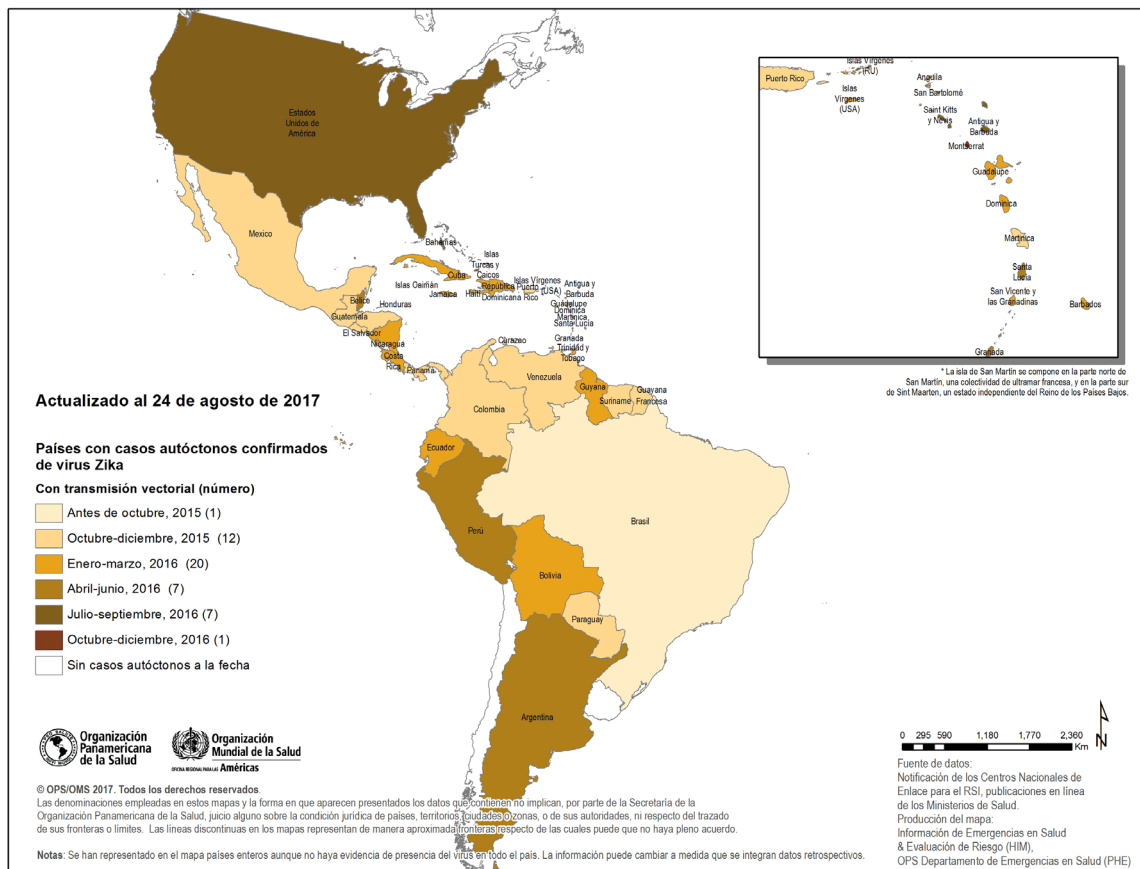 Estados
Unidos de
América
Mexico
Bahamas
Islas
Turcas y
Caicos
Cuba
Islas Caimán
República
Puerto
Islas Vírgenes
(USA)
Antigua y
Barbuda
Jamaica
Haití
Dominicana
Rico
Guadalupe
Dominica
Martinica
Santa Lucía
Belice
Honduras
Guatemala
El Salvador
Nicaragua
Costa
Rica
Panama
Curazao
Granada
Trinidad y
Tobago
Venezuela
Guyana
Suriname
Guayana
Francesa
Colombia
Ecuador
Perú
Brasil
Bolivia
Paraguay
Argentina
Puerto Rico
Islas Vírgenes
(RU)
Islas
Vírgenes
(USA)
Anguila
San Bartolomé
Saint Kitts
y Nevis
Antigua y
Barbuda
Montserrat
Guadalupe
Dominica
Martinica
Santa
Lucía
San Vicente y
las Granadinas
Barbados
Granada
* La isla de San Martín se compone en la parte norte de
San Martín, una colectividad de ultramar francesa, y en la parte sur
de Sint Maarten, un estado independiente del Reino de los Países Bajos.
Actualizado al 24 de agosto de 2017
Países con casos autóctonos confirmados
de virus Zika
Con transmisión vectorial (número)
Antes de octubre, 2015 (1)
Octubre-diciembre, 2015 (12)
Enero-marzo, 2016 (20)
Abril-junio, 2016 (7)
Julio-septiembre, 2016 (7)
Octubre-diciembre, 2016 (1)
Sin casos autóctonos a la fecha
Organización
Panamericana
de la Salud
Organización
Mundial de la Salud
OFICINA REGIONAL PARA LAS Américas
© OPS/OMS 2017. Todos los derechos reservados.
Las denominaciones empleadas en estos mapas y la forma en que aparecen presentados los datos que contienen no implican, por parte de la Secretaría de la
Organización Panamericana de la Salud, juicio alguno sobre la condición jurídica de países, territorios, ciudades o zonas, o de sus autoridades, ni respecto del trazado
de sus fronteras o límites. Las líneas discontinuas en los mapas representan de manera aproximada fronteras respecto de las cuales puede que no haya pleno acuerdo.
Notas: Se han representado en el mapa países enteros aunque no haya evidencia de presencia del virus en todo el país. La información puede cambiar a medida que se integran datos retrospectivos.
N
0 295 590 1,180 1,770 2,360
Km
Fuente de datos:
Notificación de los Centros Nacionales de
Enlace para el RSI, publicaciones en línea
de los Ministerios de Salud.
Producción del mapa:
Información de Emergencias en Salud
& Evaluación de Riesgo (HIM),
OPS Departamento de Emergencias en Salud (PHE)